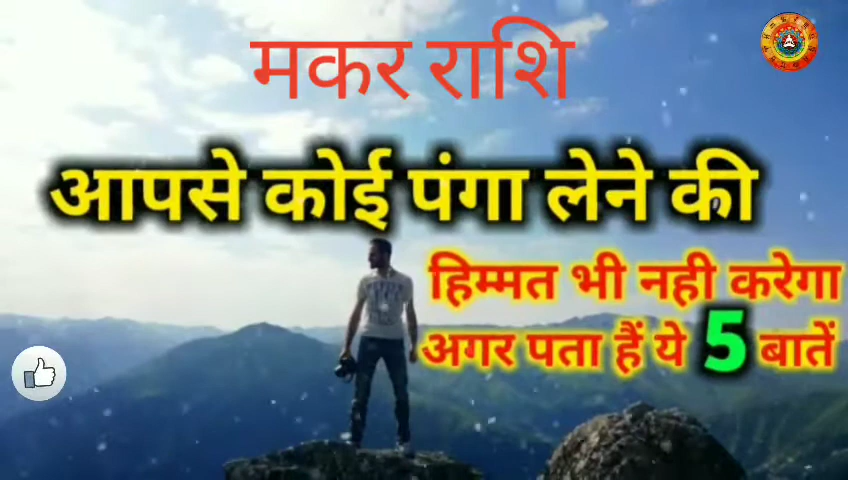 मकर राशि
आपसे कोई पंगा लेने की
हिम्मत भी नही करेगा
अगर पता हैं ये 5 बातें